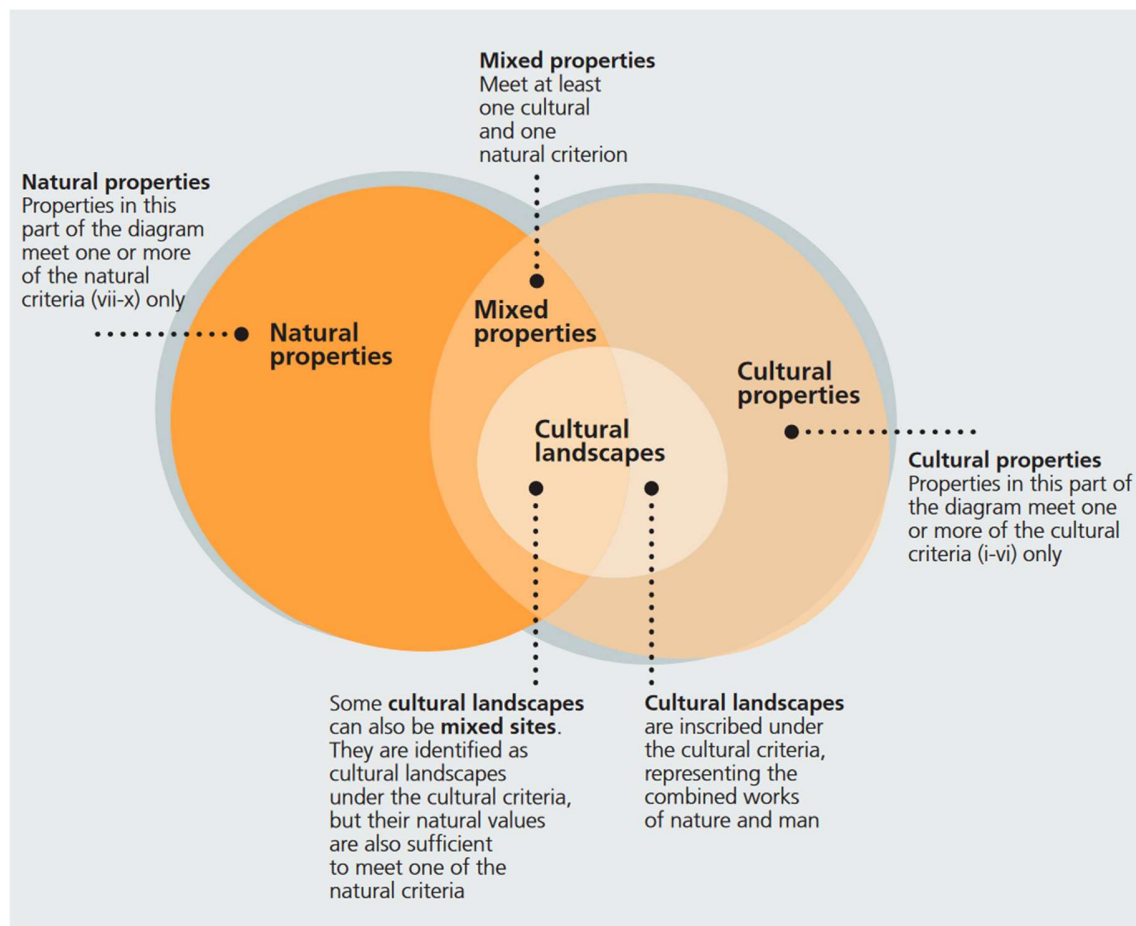 Mixed properties
Meet at least
one cultural
and one
natural criterion
Natural properties
Properties in this
part of the diagram
meet one or more
of the natural
criteria (vii-x) only
Natural
properties
Mixed
properties
Cultural
properties
Cultural
landscapes
Cultural properties
Properties in this part of
the diagram meet one
or more of the cultural
criteria (i-vi) only
Some cultural landscapes
can also be mixed sites.
They are identified as
cultural landscapes
under the cultural criteria,
but their natural values
are also sufficient
to meet one of the
natural criteria
Cultural landscapes
are inscribed under
the cultural criteria,
representing the
combined works
of nature and man